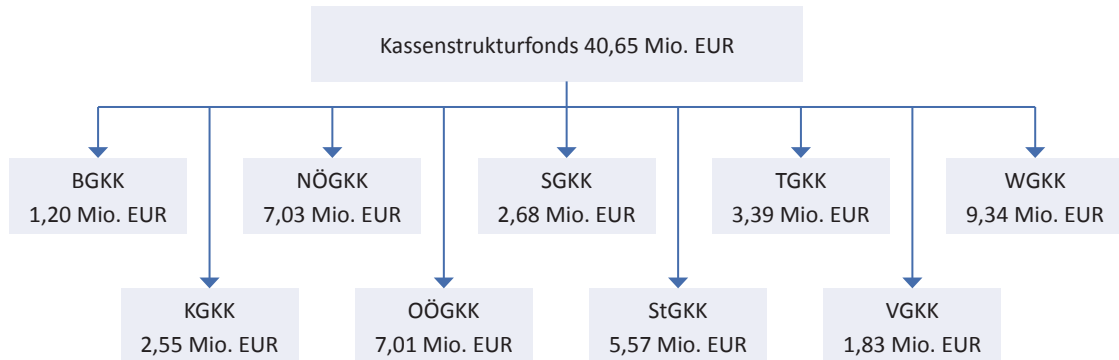 Kassenstrukturfonds 40,65 Mio. EUR
BGKK
1,20 Mio. EUR
NÖGKK
7,03 Mio. EUR
SGKK
2,68 Mio. EUR
TGKK
3,39 Mio. EUR
WGKK
9,34 Mio. EUR
KGKK
2,55 Mio. EUR
OÖGKK
7,01 Mio. EUR
StGKK
5,57 Mio. EUR
VGKK
1,83 Mio. EUR